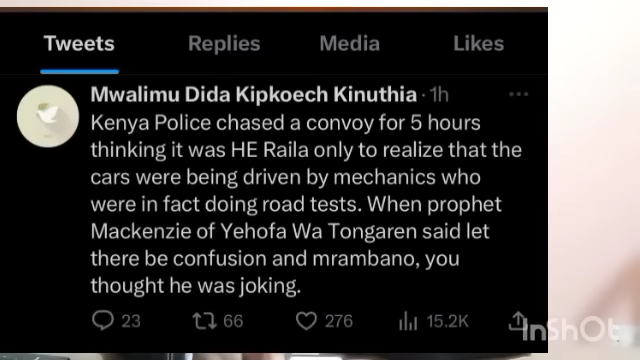 Tweets Replies Media Likes
Mwalimu Dida Kipkoech Kinuthia · 1h
Kenya Police chased a convoy for 5 hours
thinking it was HE Raila only to realize that the
cars were being driven by mechanics who
were in fact doing road tests. When prophet
Mackenzie of Yehofa Wa Tongaren said let
there be confusion and mrambano, you
thought he was joking.
23 66 276 15.2K
InShOt